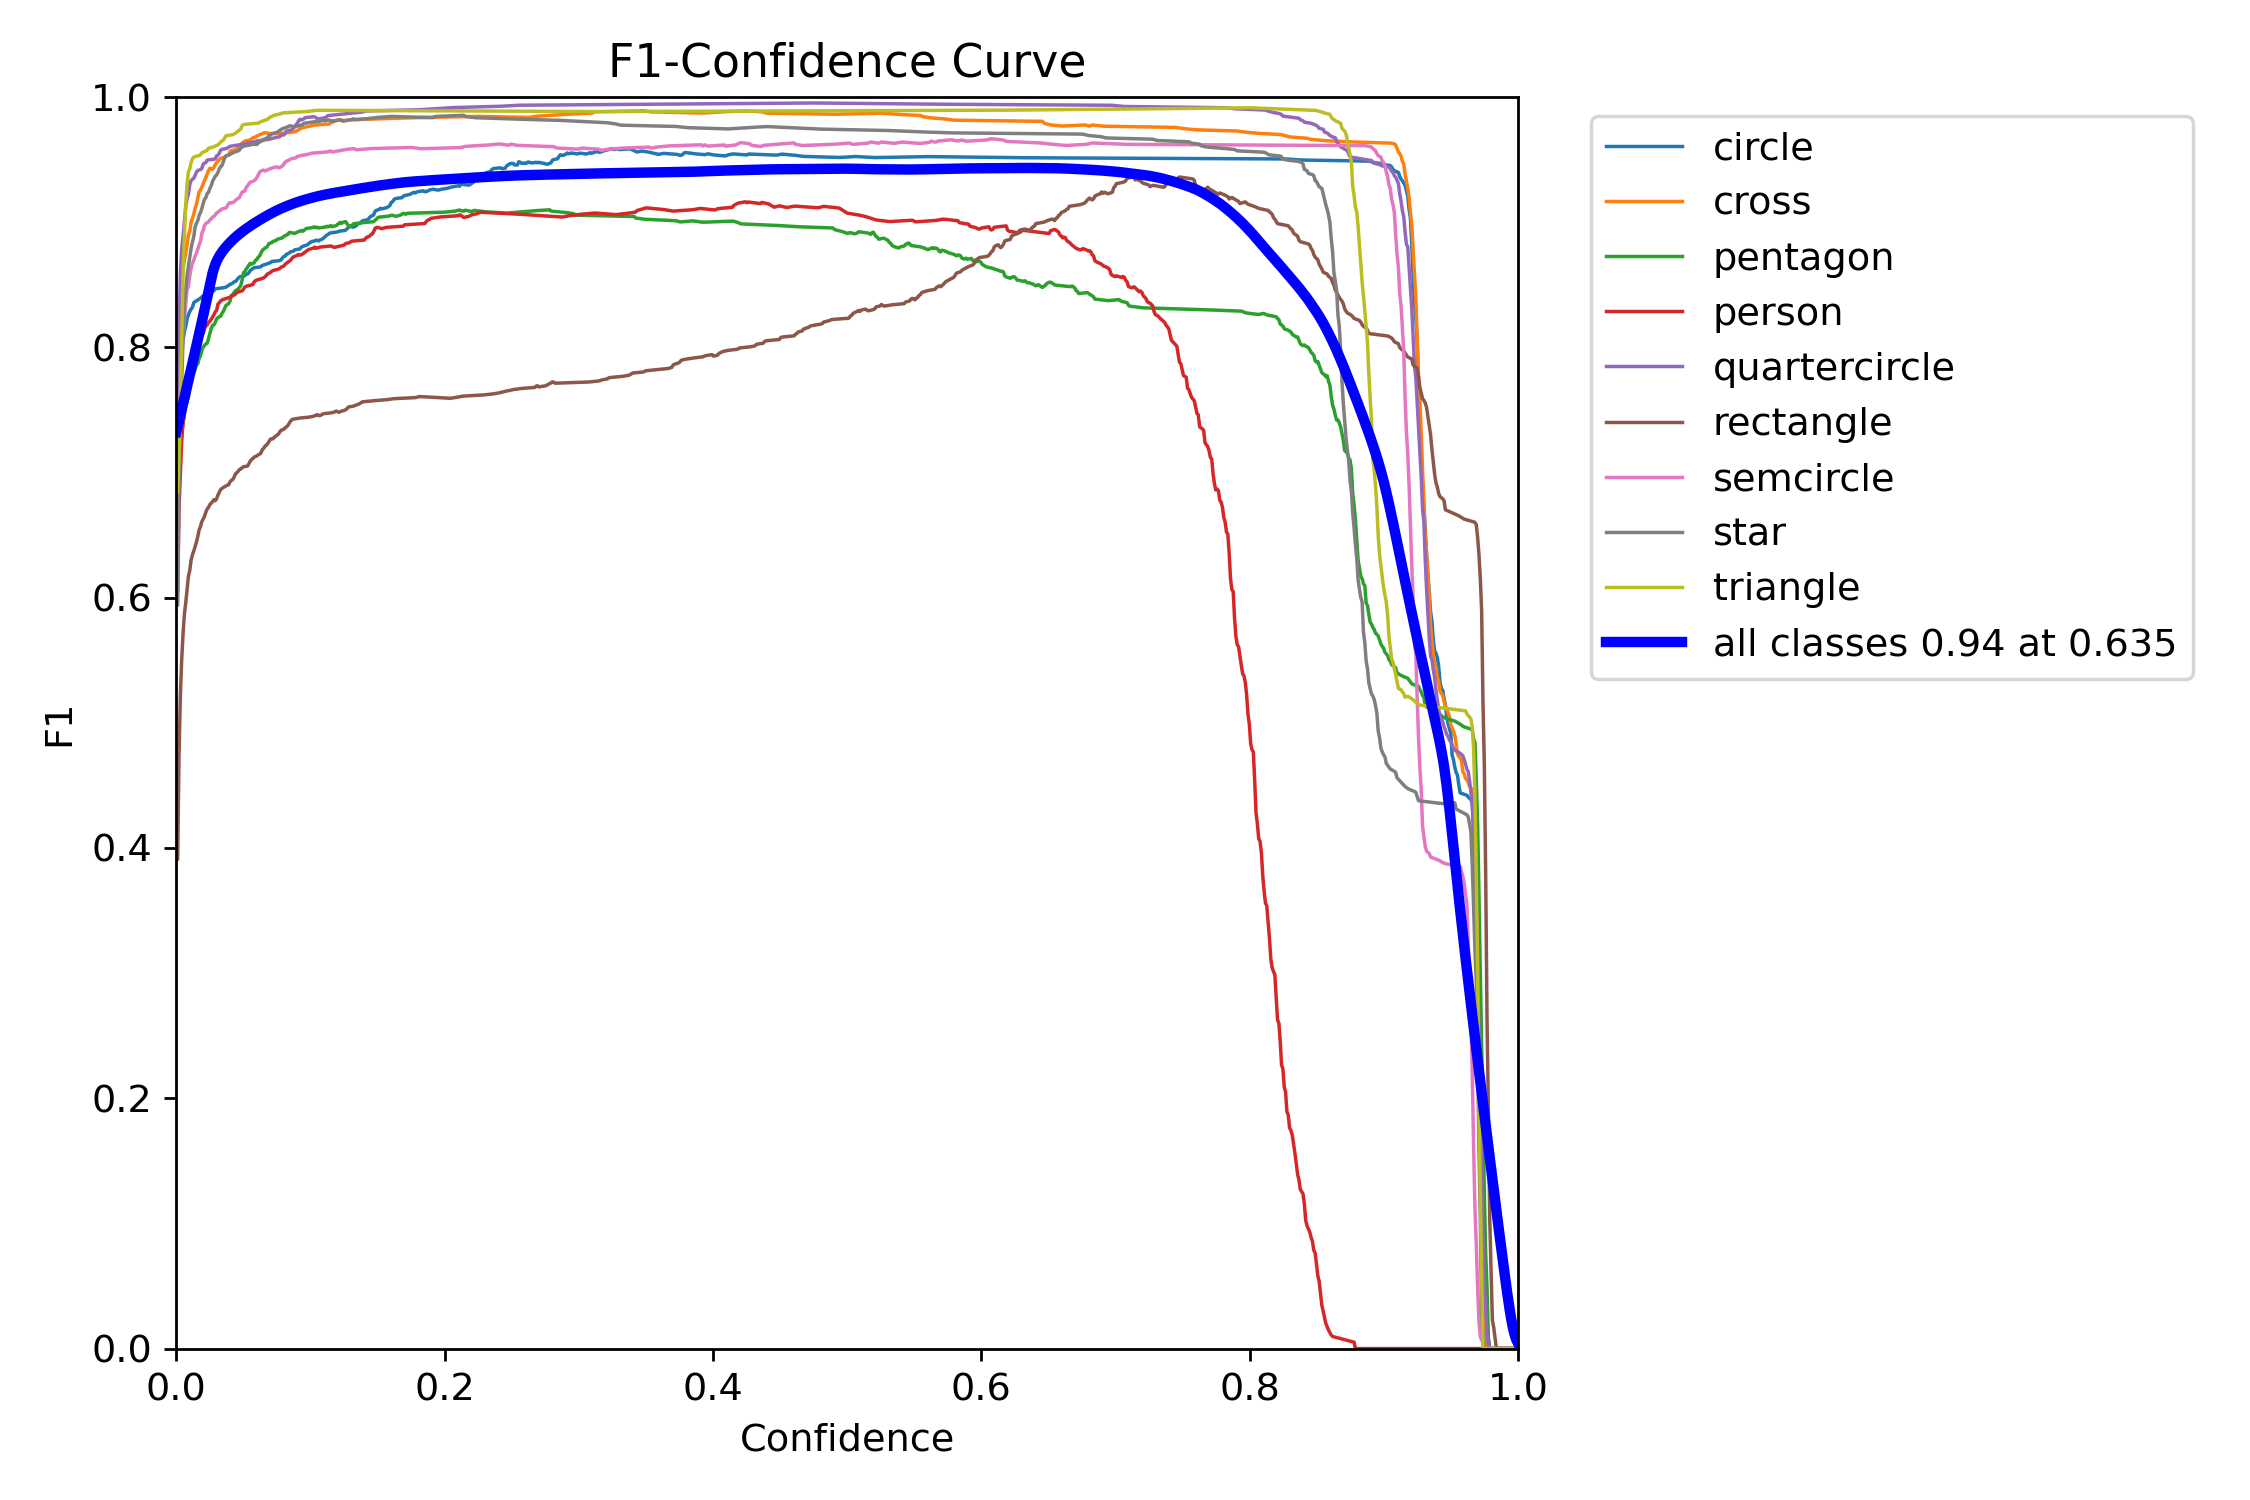 F1-Confidence Curve
1.0
0.8
0.6
0.4
0.2
0.0
F1
0.0 0.2 0.4 0.6 0.8 1.0
Confidence
circle
cross
pentagon
person
quartercircle
rectangle
semcircle
star
triangle
all classes 0.94 at 0.635